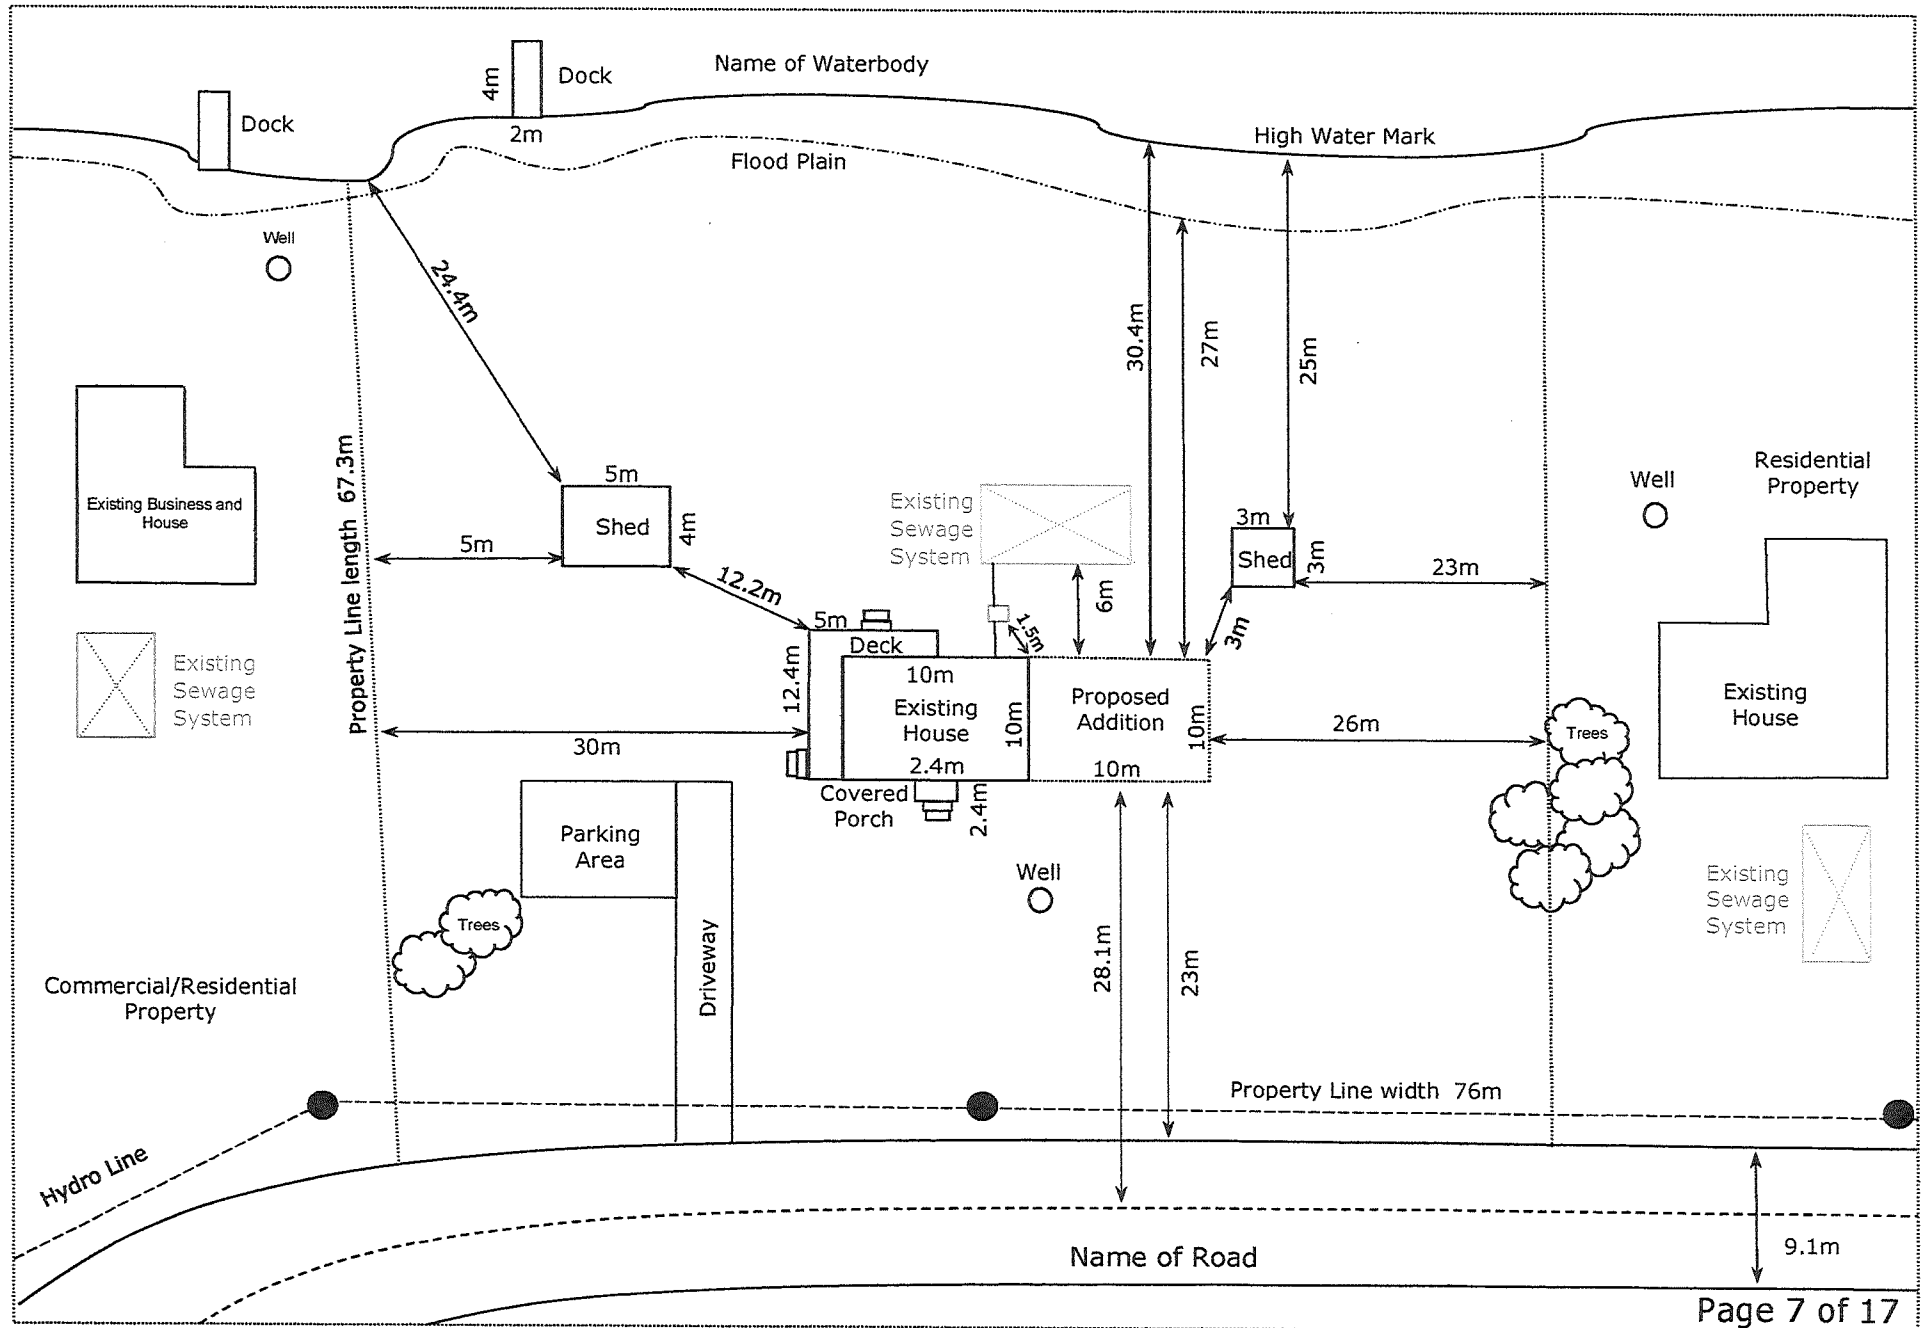 Name of Waterbody
4m
Dock
Dock
2m
High Water Mark
Flood Plain
Well
24.4m
30.4m
27m
25m
Property Line length 67.3m
Existing Business and
House
5m
Shed
4m
5m
Existing
Sewage
System
3m
Shed
3m
23m
Well
Residential
Property
12.2m
6m
1.5m
3m
5m
Deck
12.4m
10m
Existing
House
10m
2.4m
Proposed
Addition
10m
10m
Existing
Sewage
System
30m
26m
Trees
Existing
House
Covered
Porch
2.4m
Parking
Area
Well
Trees
Driveway
28.1m
23m
Existing
Sewage
System
Commercial/Residential
Property
Property Line width 76m
Hydro Line
Name of Road
9.1m
Page 7 of 17